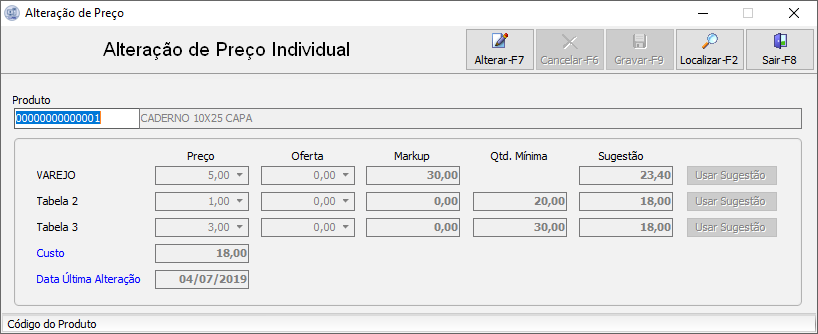 Alteração de Preço
Alteração de Preço Individual
Alterar-F7 Cancelar-F6 Gravar-F9 Localizar-F2 Sair-F8
Produto
00000000000001 CADERNO 10X25 CAPA
Preço Oferta Markup Qtd. Mínima Sugestão
VAREJO 5,00 0,00 30,00 23,40 Usar Sugestão
Tabela 2 1,00 0,00 0,00 20,00 18,00 Usar Sugestão
Tabela 3 3,00 0,00 0,00 30,00 18,00 Usar Sugestão
Custo 18,00
Data Última Alteração 04/07/2019
Código do Produto